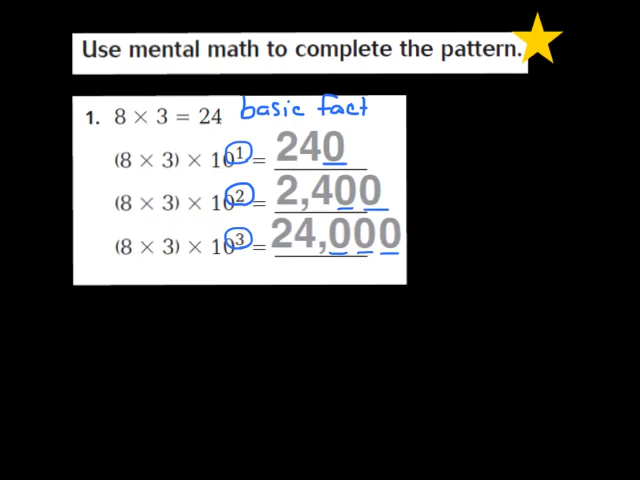 Use mental math to complete the pattern.
1. 8 × 3 = 24 basic fact
(8 × 3) × 10¹ = 240
(8 × 3) × 10² = 2,400
(8 × 3) × 10³ = 24,000